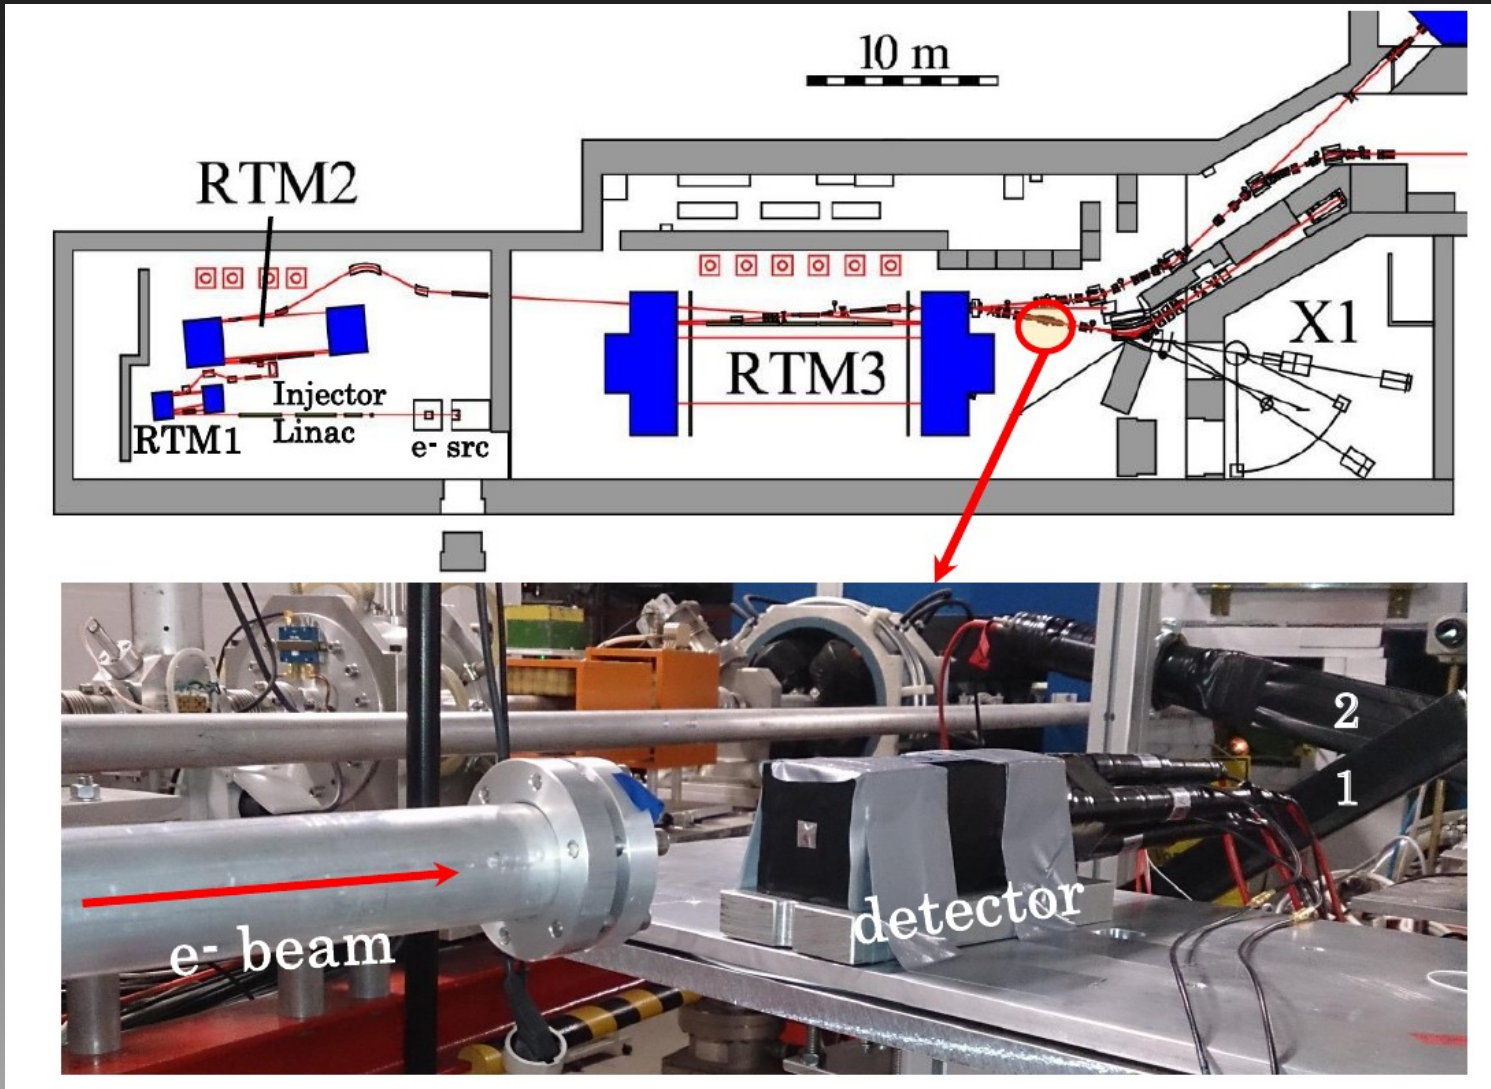 10 m
RTM2
X1
RTM3
Injector
Linac
RTM1
e- src
2
1
detector
e- beam